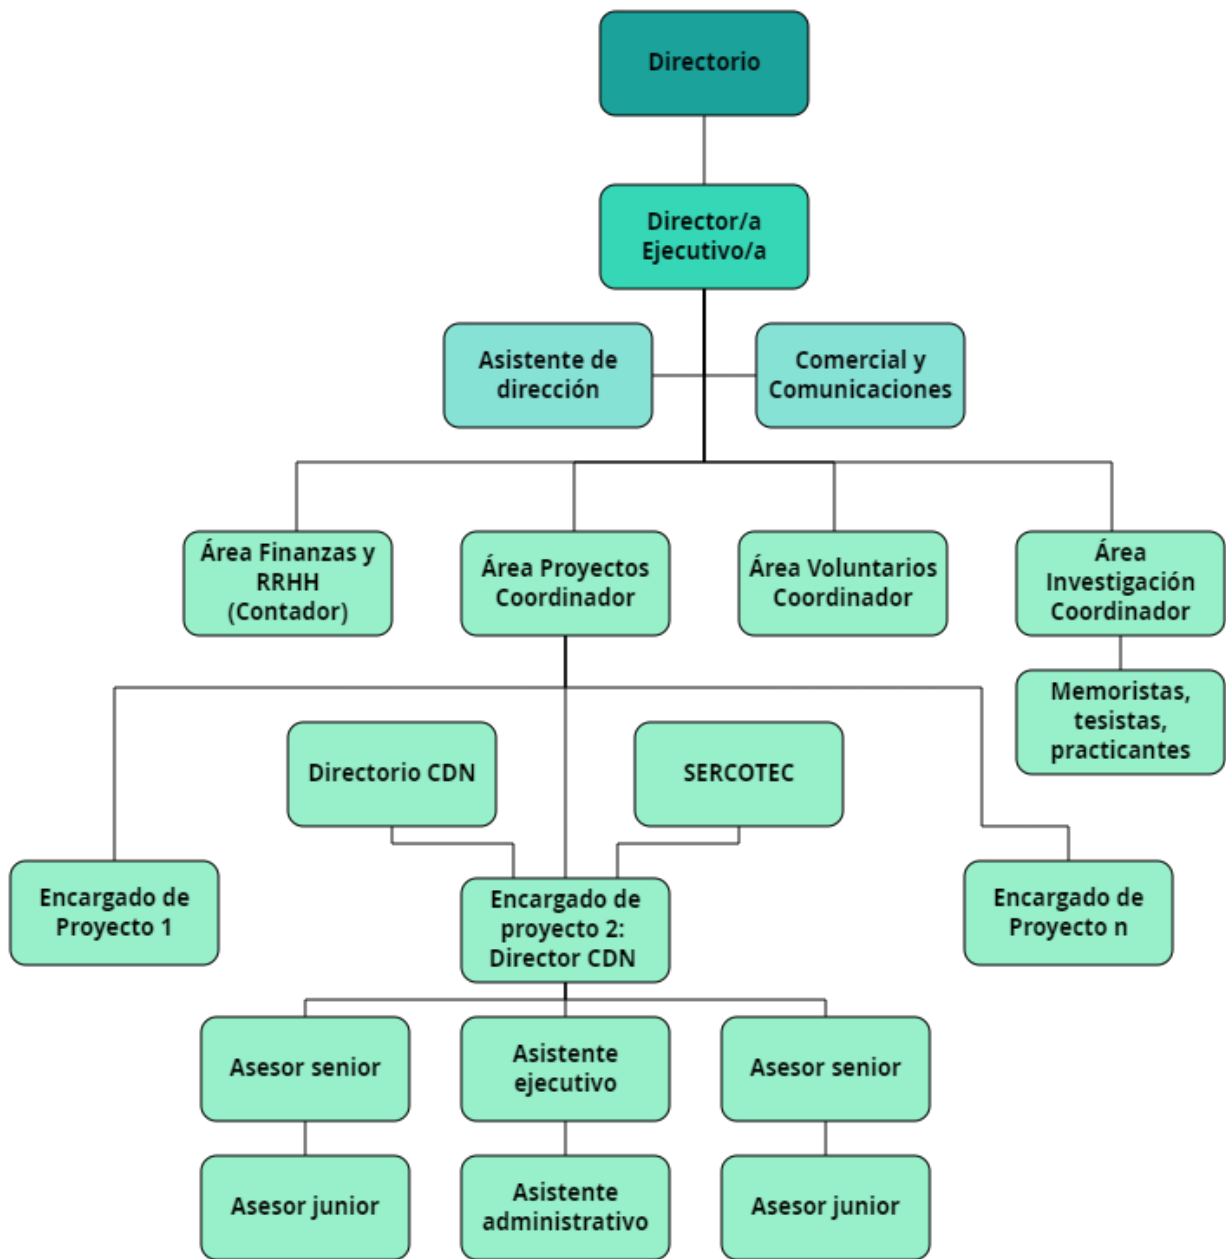 Directorio
Director/a
Ejecutivo/a
Asistente de
dirección
Comercial y
Comunicaciones
Área Finanzas y
RRHH
(Contador)
Área Proyectos
Coordinador
Área Voluntarios
Coordinador
Área
Investigación
Coordinador
Memoristas,
tesistas,
practicantes
Directorio CDN
SERCOTEC
Encargado de
Proyecto 1
Encargado de
proyecto 2:
Director CDN
Encargado de
Proyecto n
Asesor senior
Asistente
ejecutivo
Asesor senior
Asesor junior
Asistente
administrativo
Asesor junior